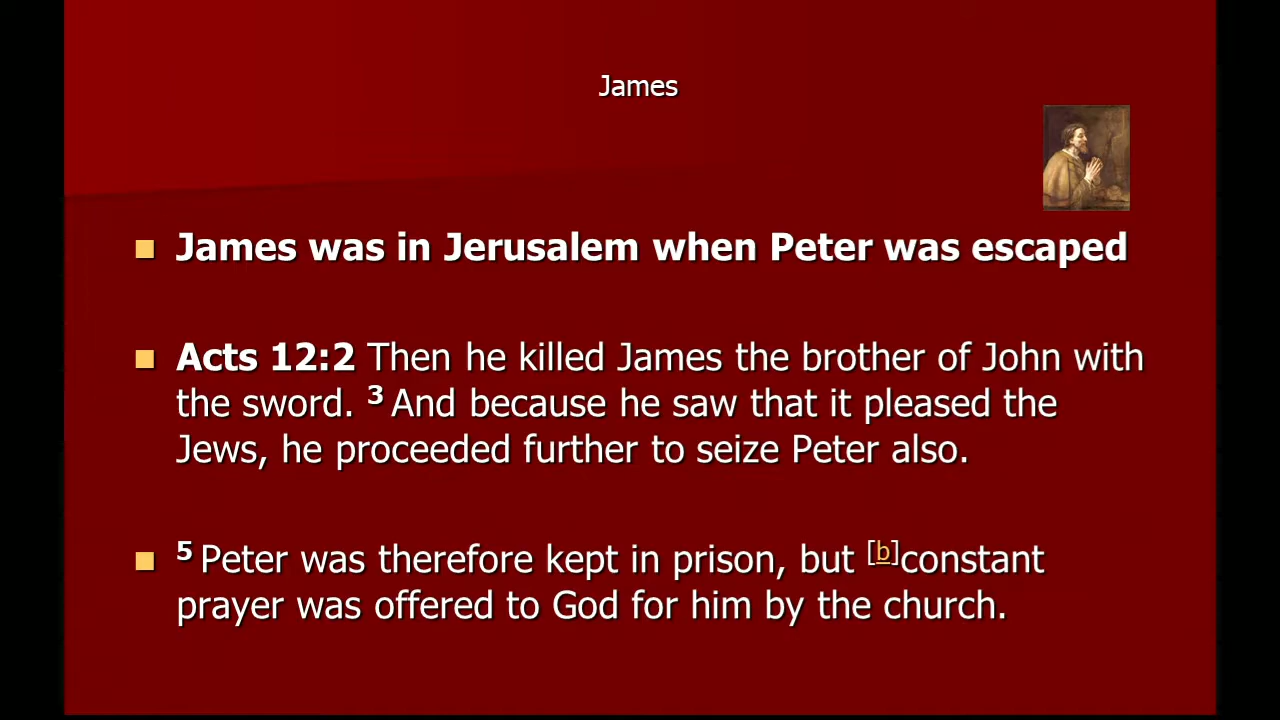 James
James was in Jerusalem when Peter was escaped
Acts 12:2 Then he killed James the brother of John with
the sword. 3 And because he saw that it pleased the
Jews, he proceeded further to seize Peter also.
5 Peter was therefore kept in prison, but [b]constant
prayer was offered to God for him by the church.